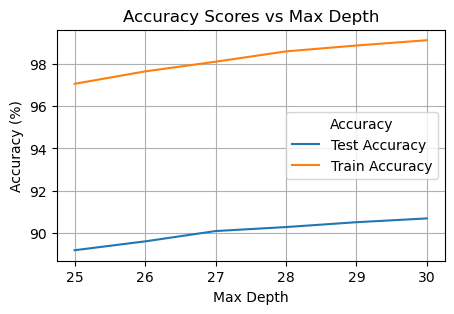 Accuracy Scores vs Max Depth
Accuracy (%)
98
96
94
92
90
Accuracy
Test Accuracy
Train Accuracy
25 26 27 28 29 30
Max Depth